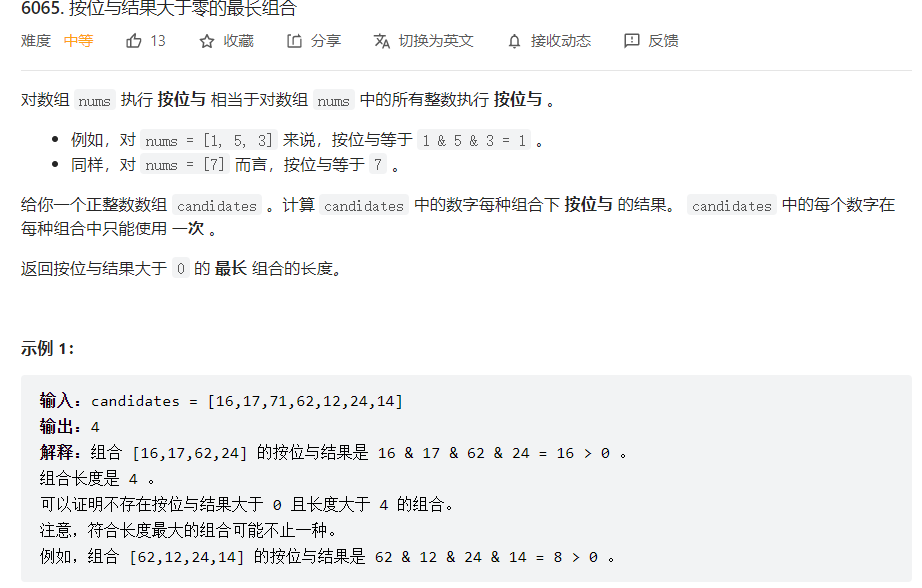 6065. 按位与结果大于零的最长组合
难度 中等 13 收藏 分享 切换为英文 接收动态 反馈
对数组 nums 执行 按位与 相当于对数组 nums 中的所有整数执行 按位与 。
例如，对 nums = [1, 5, 3] 来说，按位与等于 1 & 5 & 3 = 1 。
同样，对 nums = [7] 而言，按位与等于 7 。
给你一个正整数数组 candidates 。计算 candidates 中的数字每种组合下 按位与 的结果。 candidates 中的每个数字在
每种组合中只能使用 一次 。
返回按位与结果大于 0 的 最长 组合的长度。
示例 1：
输入：candidates = [16,17,71,62,12,24,14]
输出：4
解释：组合 [16,17,62,24] 的按位与结果是 16 & 17 & 62 & 24 = 16 > 0 。
组合长度是 4 。
可以证明不存在按位与结果大于 0 且长度大于 4 的组合。
注意，符合长度最大的组合可能不止一种。
例如，组合 [62,12,24,14] 的按位与结果是 62 & 12 & 24 & 14 = 8 > 0 。